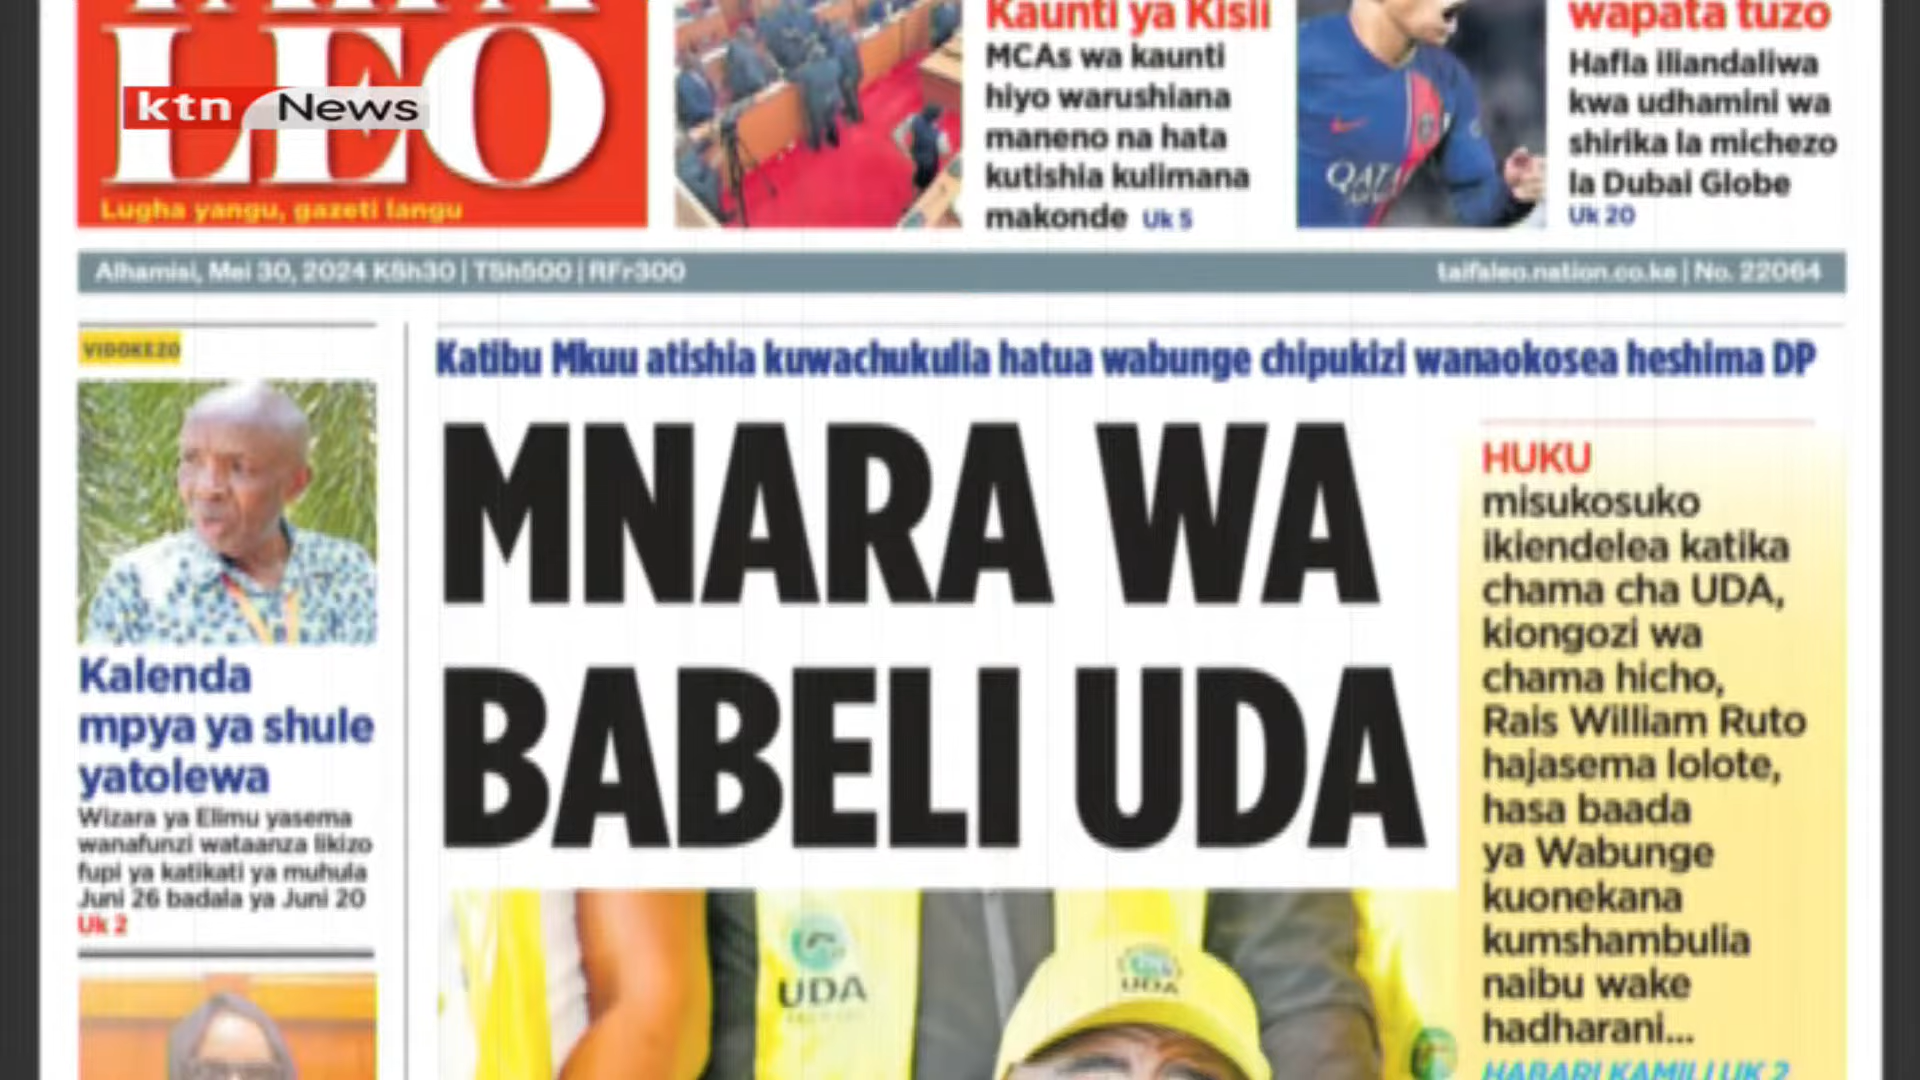 LEO
ktn News
Lugha yangu, gazeti langu
Kaunti ya Kisii
MCAs wa kaunti
hiyo warushiana
maneno na hata
kutishia kulimana
makonde Uk 5
wapata tuzo
Hafla iliandaliwa
kwa udhamini wa
shirika la michezo
la Dubai Globe
Uk 20
QATAR
Alhamisi, Mei 30, 2024 KSh30 | TSh500 | RFr300
taifaleo.nation.co.ke | No. 22064
VIDOKEZO
Kalenda
mpya ya shule
yatolewa
Wizara ya Elimu yasema
wanafunzi wataanza likizo
fupi ya katikati ya muhula
Juni 26 badala ya Juni 20
Uk 2
Katibu Mkuu atishia kuwachukulia hatua wabunge chipukizi wanaokosea heshima DP
MNARA WA
BABELI UDA
HUKU
misukosuko
ikiendelea katika
chama cha UDA,
kiongozi wa
chama hicho,
Rais William Ruto
hajasema lolote,
hasa baada
ya Wabunge
kuonekana
kumshambulia
naibu wake
hadharani...
HABARI KAMILI UK 2
UDA
UDA